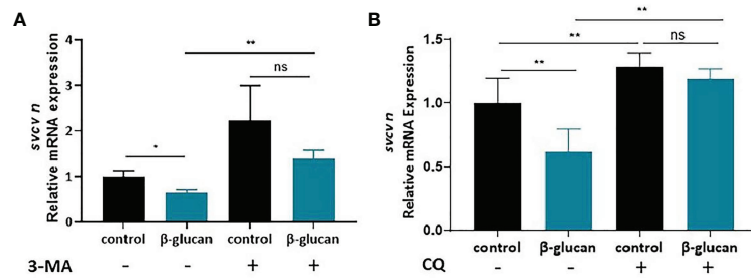 A
svcv n
Relative mRNA expression
4
3
2
1
0
**
ns
*
control β-glucan control β-glucan
3-MA - - + +
B
svcv n
Relative mRNA Expression
1.5
1.0
0.5
0.0
**
** ns
**
control β-glucan control β-glucan
CQ - - + +